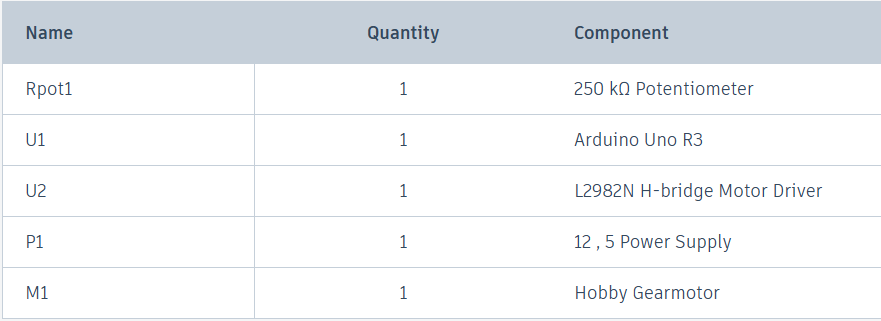 Name Quantity Component
Rpot1 1 250 kΩ Potentiometer
U1 1 Arduino Uno R3
U2 1 L2982N H-bridge Motor Driver
P1 1 12 , 5 Power Supply
M1 1 Hobby Gearmotor